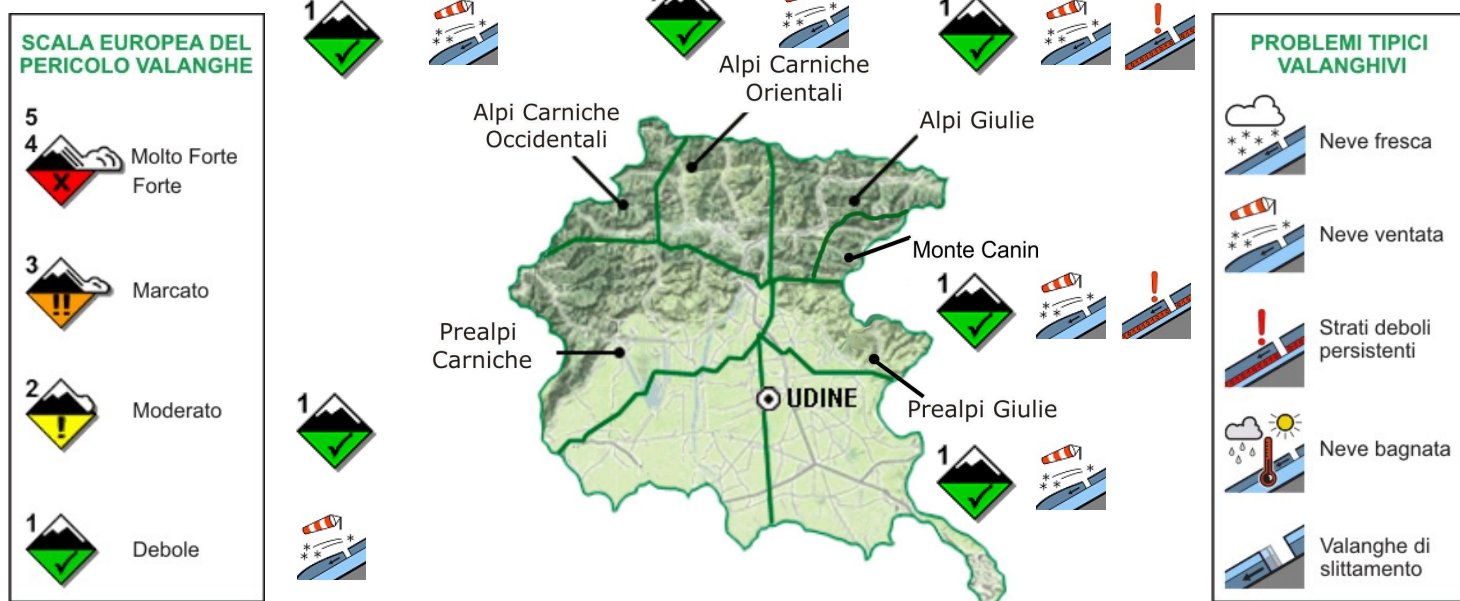 SCALA EUROPEA DEL
PERICOLO VALANGHE
5
4
Molto Forte
Forte
3
Marcato
2
Moderato
1
Debole
1
1
Alpi Carniche
Occidentali
Alpi Carniche
Orientali
Alpi Giulie
Monte Canin
1
Prealpi
Carniche
1
UDINE
Prealpi Giulie
1
PROBLEMI TIPICI
VALANGHIVI
Neve fresca
Neve ventata
Strati deboli
persistenti
Neve bagnata
Valanghe di
slittamento